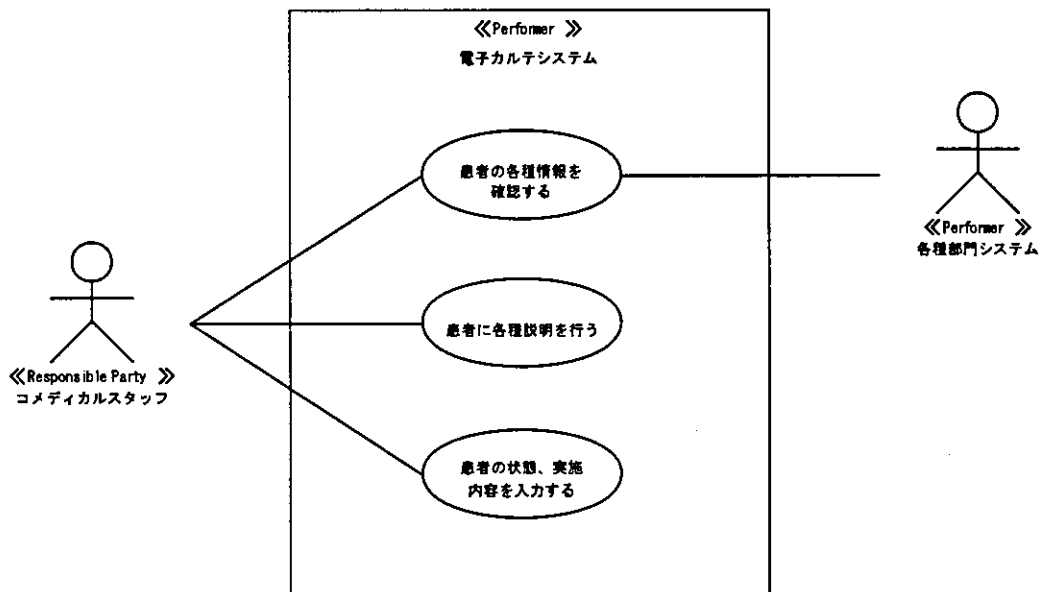 ≪Performer ≫
電子カルテシステム
患者の各種情報を
確認する
≪Performer ≫
各種部門システム
患者に各種説明を行う
≪Responsible Party ≫
コメディカルスタッフ
患者の状態、実施
内容を入力する